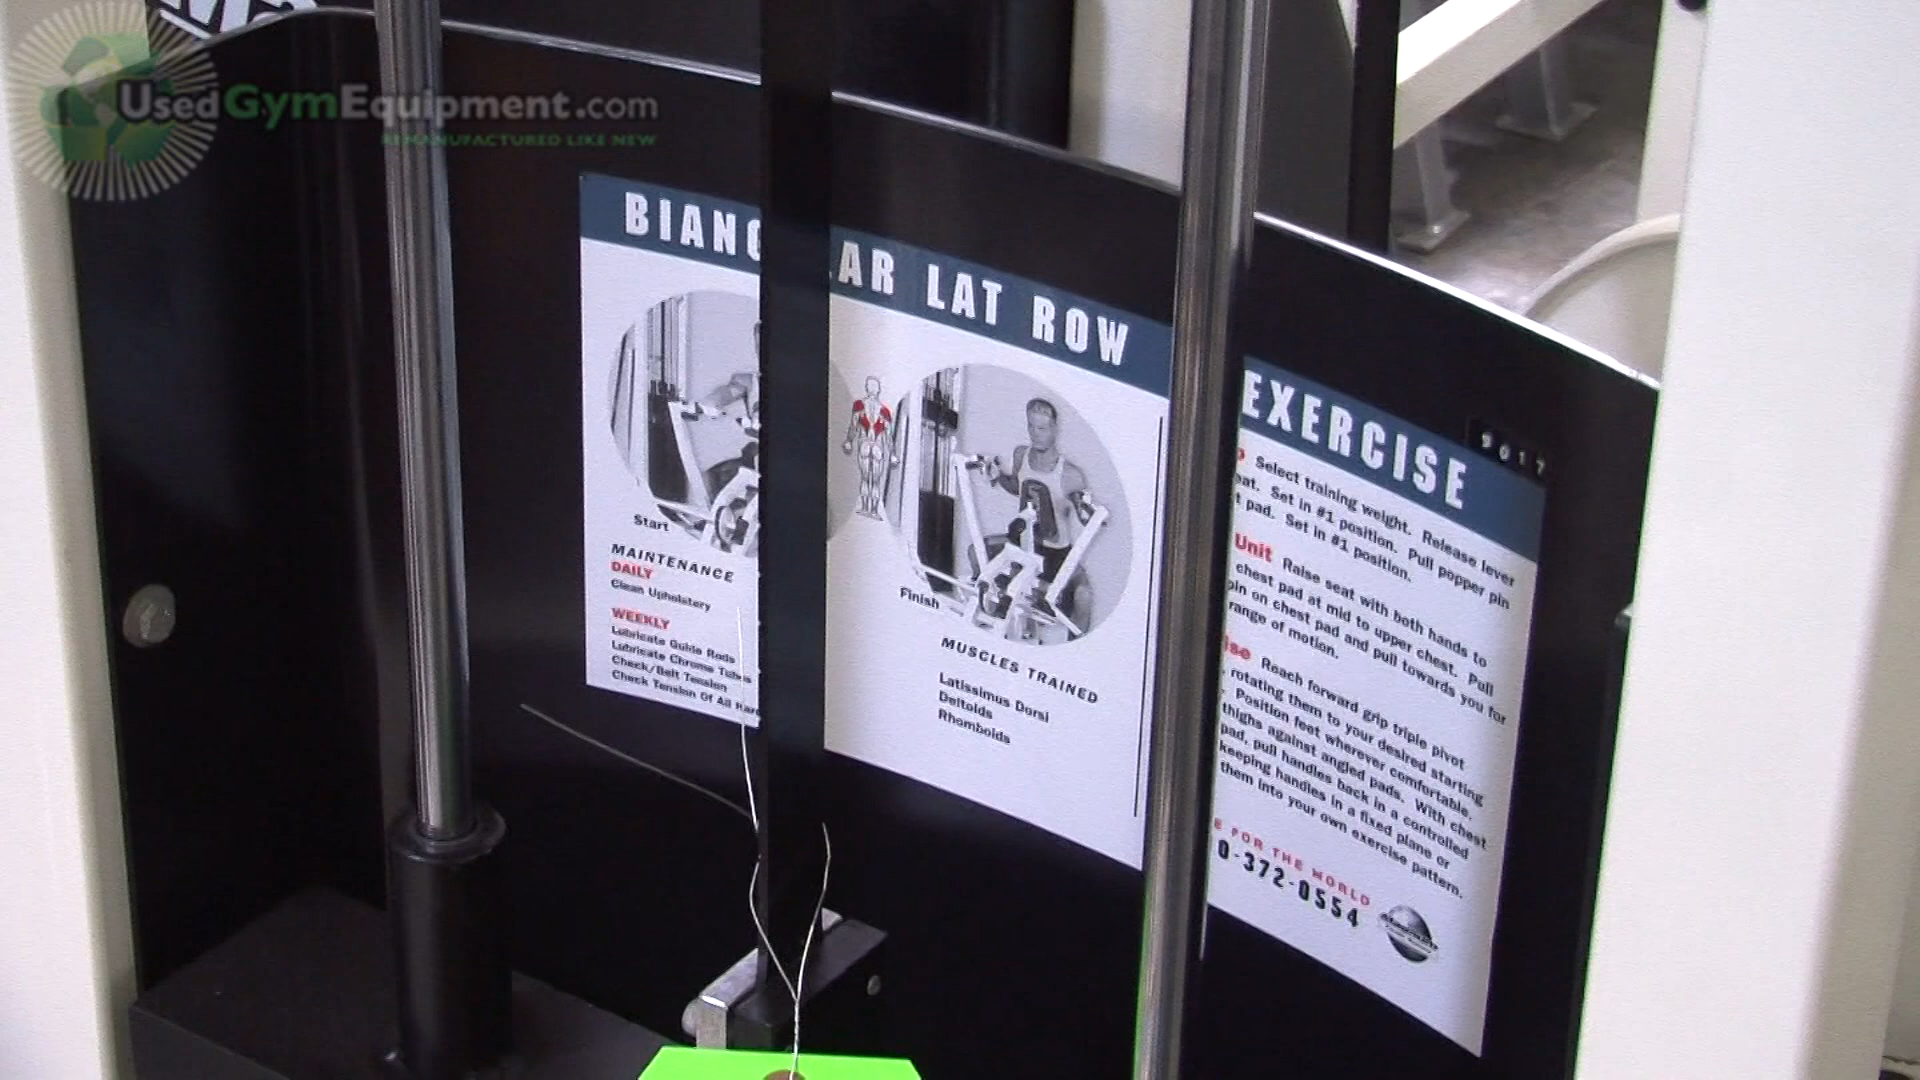 UsedGymEquipment.com
REMANUFACTURED LIKE NEW
BIANG
AR LAT ROW
Start
Finish
MAINTENANCE
DAILY
Clean Upholstery
WEEKLY
Lubricate Guide Rods
Lubricate Chrome Tubes
Check/Belt Tension
Check Tension Of All
MUSCLES TRAINED
Latissimus Dorsi
Deltoids
Rhomboids
EXERCISE
9017
Select training weight. Release lever
eat. Set in #1 position. Pull popper pin
t pad. Set in #1 position.
Unit Raise seat with both hands to
chest pad at mid to upper chest. Pull
pin on chest pad and pull towards you for
range of motion.
ise Reach forward grip triple pivot
rotating them to your desired starting
Position feet wherever comfortable.
thighs against angled pads. With chest
pad, pull handles back in a controlled
keeping handles in a fixed plane or
them into your own exercise pattern.
E FOR THE WORLD
0-372-0554